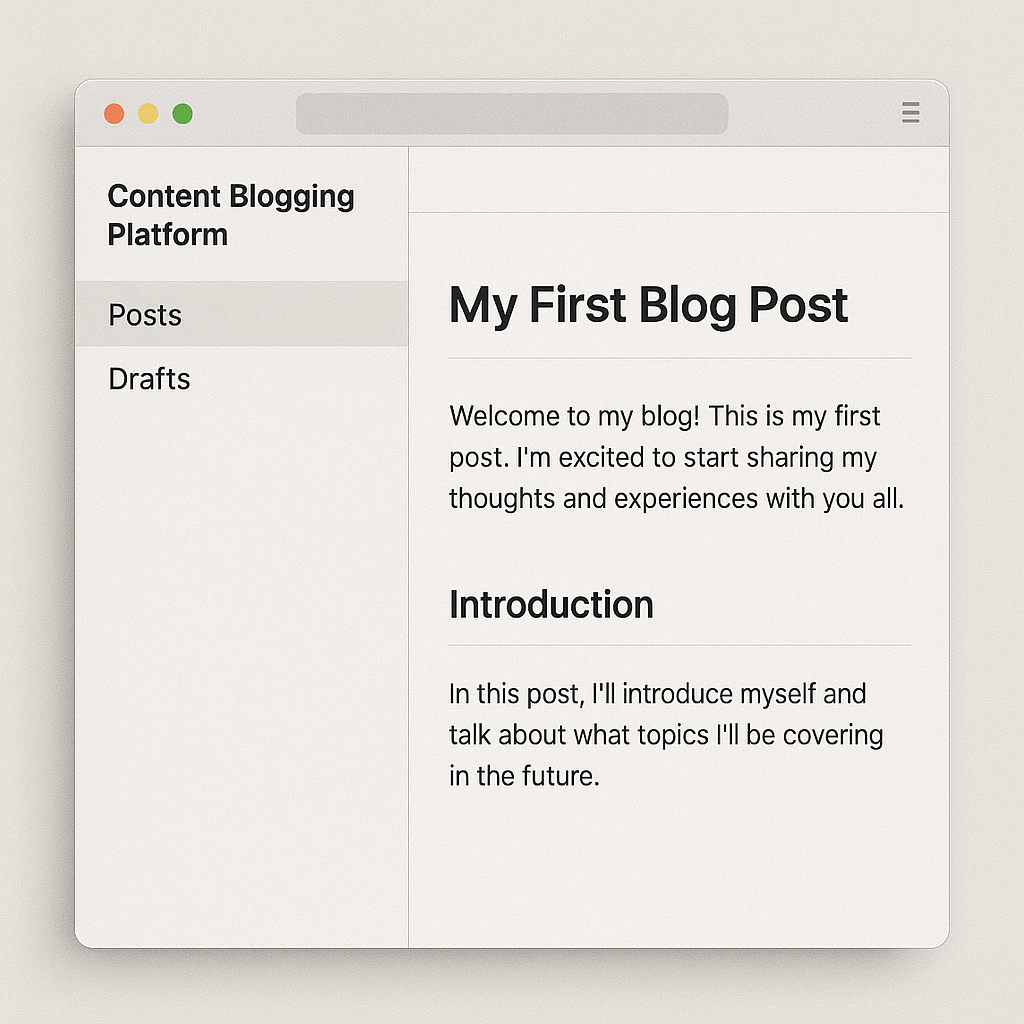 Content Blogging
Platform
Posts
Drafts
My First Blog Post
Welcome to my blog! This is my first
post. I'm excited to start sharing my
thoughts and experiences with you all.
Introduction
In this post, I'll introduce myself and
talk about what topics I'll be covering
in the future.